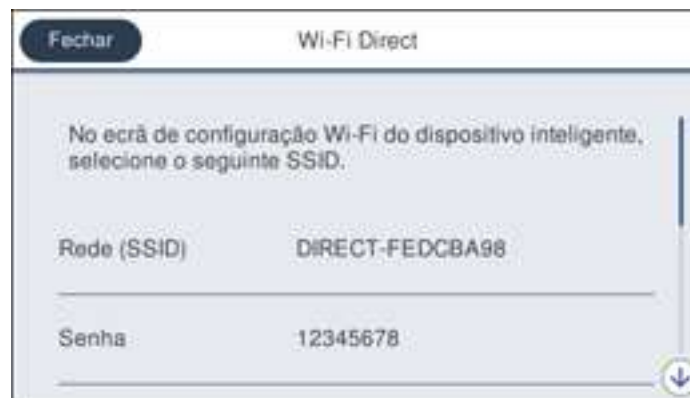 Fechar
Wi-Fi Direct
No ecrã de configuração Wi-Fi do dispositivo inteligente,
selecione o seguinte SSID.
Rede (SSID) DIRECT-FEDCBA98
Senha 12345678